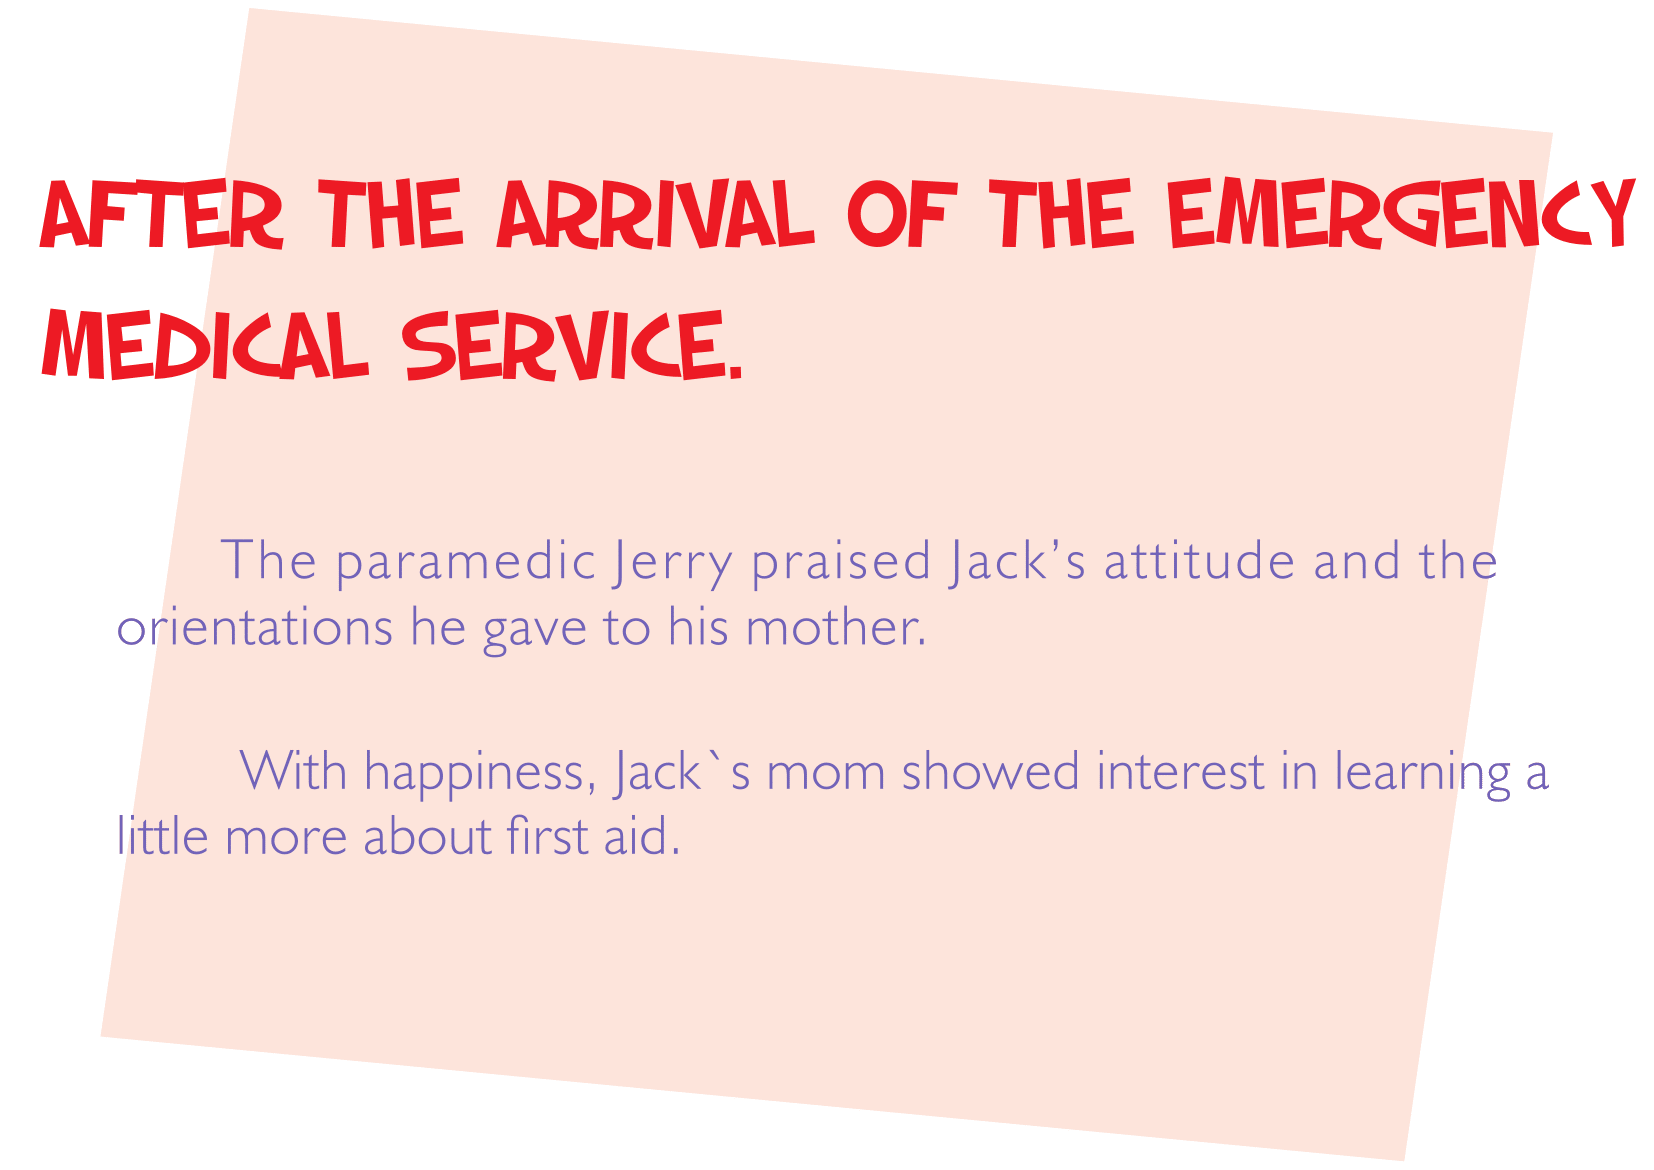 AFTER THE ARRIVAL OF THE EMERGENCY
MEDICAL SERVICE.
The paramedic Jerry praised Jack’s attitude and the
orientations he gave to his mother.
With happiness, Jack`s mom showed interest in learning a
little more about first aid.